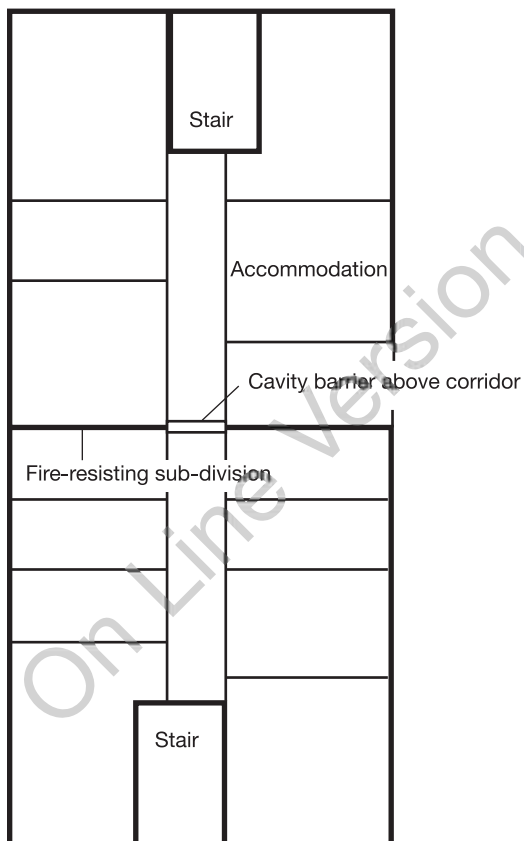 Stair
Accommodation
Cavity barrier above corridor
Fire-resisting sub-division
Stair
On Line Version